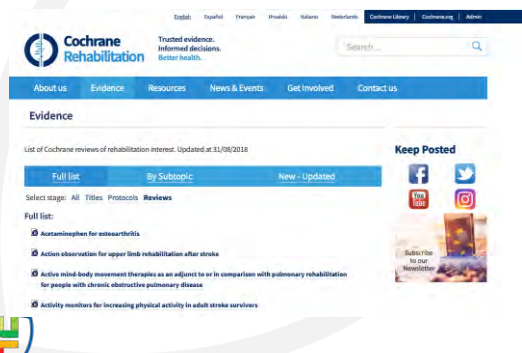 English Español Français Hrvatski Italiano Nederlands Cochrane Library Cochrane.org Admin
Cochrane
Rehabilitation
Trusted evidence.
Informed decisions.
Better health.
Search...
About us Evidence Resources News & Events Get Involved Contact us
Evidence
List of Cochrane reviews of rehabilitation interest. Updated at 31/08/2018
Full list By Subtopic New - Updated
Select stage: All Titles Protocols Reviews
Full list:
Acetaminophen for osteoarthritis
Action observation for upper limb rehabilitation after stroke
Active mind-body movement therapies as an adjunct to or in comparison with pulmonary rehabilitation
for people with chronic obstructive pulmonary disease
Activity monitors for increasing physical activity in adult stroke survivors
Keep Posted
You
Tube
Subscribe
to our
Newsletter